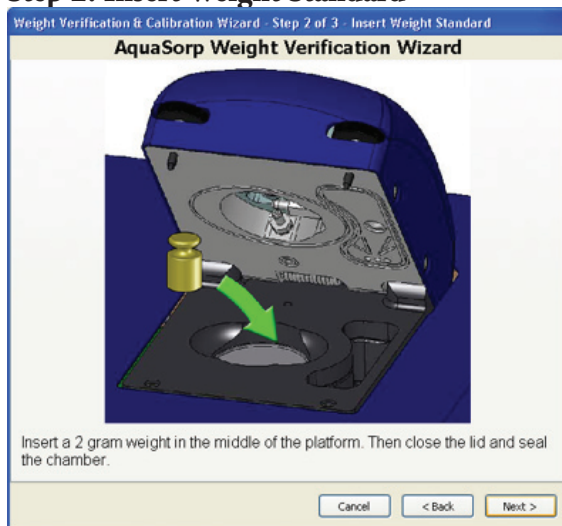 Step 2: Insert Weight Standard
Weight Verification & Calibration Wizard - Step 2 of 3 - Insert Weight Standard
AquaSorp Weight Verification Wizard
Insert a 2 gram weight in the middle of the platform. Then close the lid and seal
the chamber.
Cancel
< Back
Next >